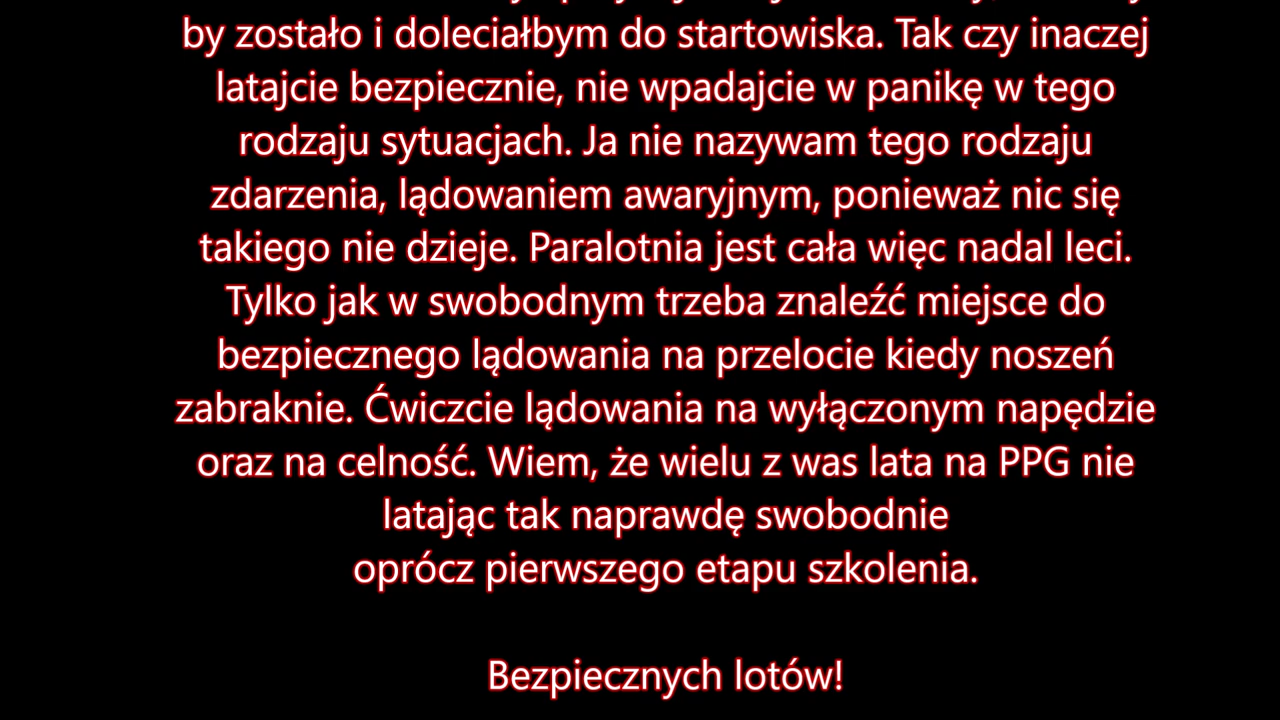 by zostało i doleciałbym do startowiska. Tak czy inaczej
latajcie bezpiecznie, nie wpadajcie w panikę w tego
rodzaju sytuacjach. Ja nie nazywam tego rodzaju
zdarzenia, lądowaniem awaryjnym, ponieważ nic się
takiego nie dzieje. Paralotnia jest cała więc nadal leci.
Tylko jak w swobodnym trzeba znaleźć miejsce do
bezpiecznego lądowania na przelocie kiedy noszeń
zabraknie. Ćwiczcie lądowania na wyłączonym napędzie
oraz na celność. Wiem, że wielu z was lata na PPG nie
latając tak naprawdę swobodnie
oprócz pierwszego etapu szkolenia.
Bezpiecznych lotów!